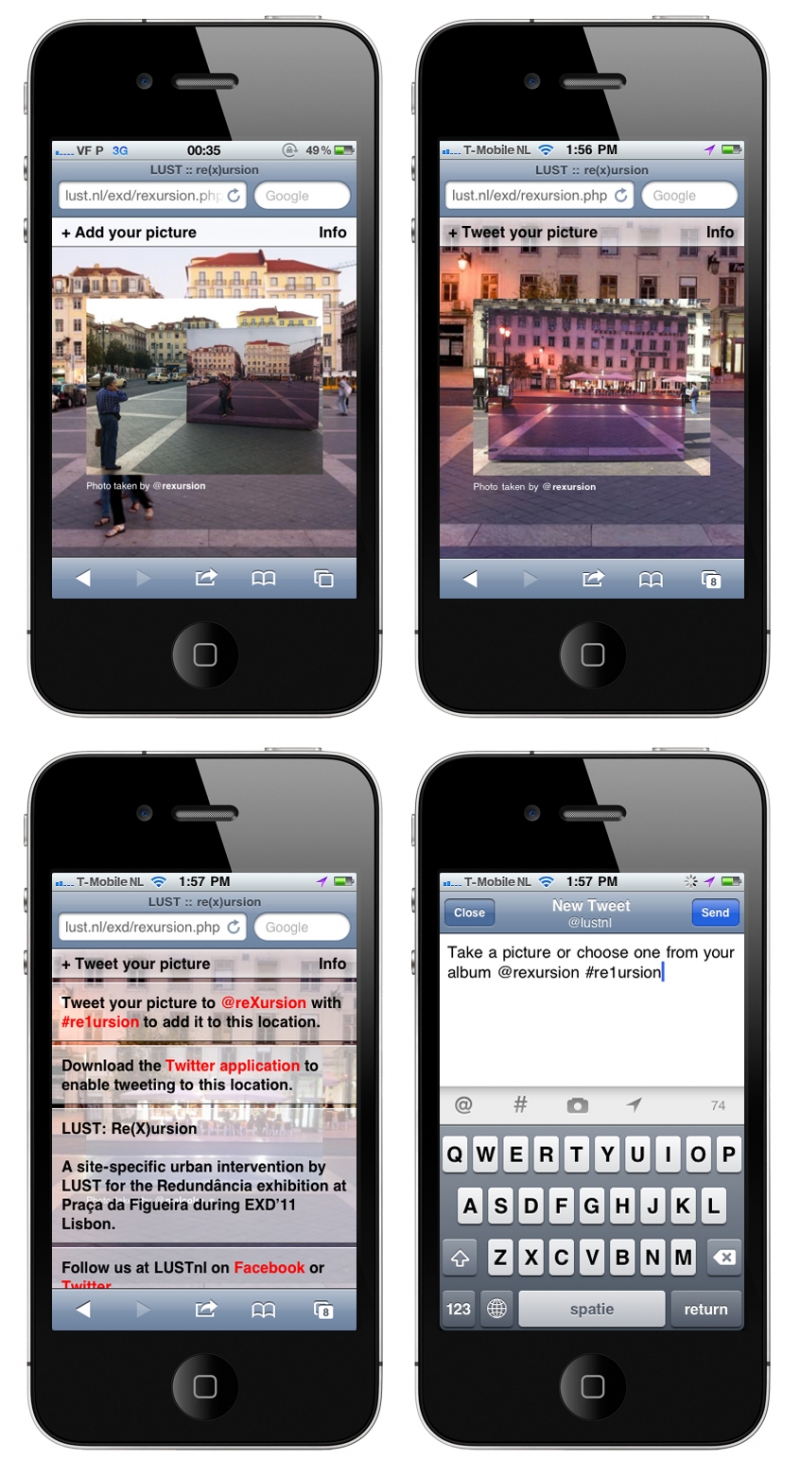 VF P 3G 00:35 49%
LUST :: re(x)ursion
lust.nl/exd/rexursion.php Google
+ Add your picture Info
Photo taken by @rexursion
T-Mobile NL 1:56 PM
LUST :: re(x)ursion
lust.nl/exd/rexursion.php Google
+ Tweet your picture Info
Photo taken by @rexursion
8
T-Mobile NL 1:57 PM
LUST :: re(x)ursion
lust.nl/exd/rexursion.php Google
+ Tweet your picture Info
Tweet your picture to @reXursion with
#re1ursion to add it to this location.
Download the Twitter application to
enable tweeting to this location.
LUST: Re(X)ursion
A site-specific urban intervention by
LUST for the Redundância exhibition at
Praça da Figueira during EXD'11
Lisbon.
Follow us at LUSTnl on Facebook or
Twitter
8
T-Mobile NL 1:57 PM
Close New Tweet Send
@lustnl
Take a picture or choose one from your
album @rexursion #re1ursion
@ # 74
Q W E R T Y U I O P
A S D F G H J K L
Z X C V B N M
123 spatie return